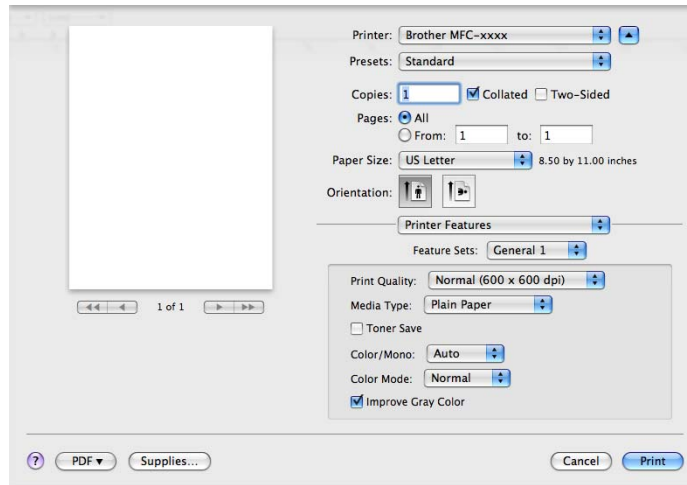 Printer: Brother MFC-xxxx
Presets: Standard
Copies: 1 Collated Two-Sided
Pages: All
From: 1 to: 1
Paper Size: US Letter 8.50 by 11.00 inches
Orientation:
Printer Features
Feature Sets: General 1
Print Quality: Normal (600 x 600 dpi)
Media Type: Plain Paper
Toner Save
Color/Mono: Auto
Color Mode: Normal
Improve Gray Color
1 of 1
? PDF▼ Supplies... Cancel Print